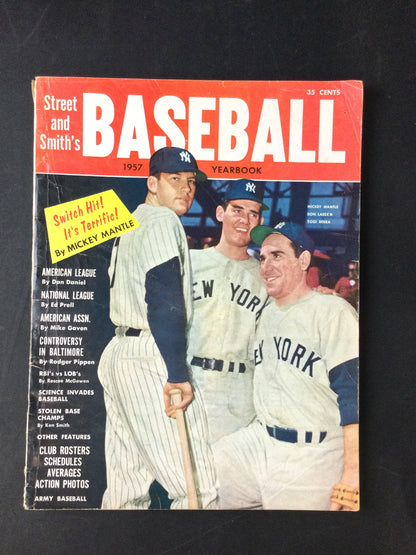 35 CENTS
Street
and
Smith's
BASEBALL
1957 YEARBOOK
NY
NY
MICKEY MANTLE
DON LARSEN
YOGI BERRA
Switch Hit!
It's Terrific!
By MICKEY MANTLE
AMERICAN LEAGUE
By Dan Daniel
NATIONAL LEAGUE
By Ed Prell
AMERICAN ASSN.
By Mike Gaven
CONTROVERSY
IN BALTIMORE
By Rodger Pippen
RBI's vs LOB's
By Roscoe McGowen
SCIENCE INVADES
BASEBALL
STOLEN BASE
CHAMPS
By Ken Smith
OTHER FEATURES
CLUB ROSTERS
SCHEDULES
AVERAGES
ACTION PHOTOS
ARMY BASEBALL
NEW YORK
YORK